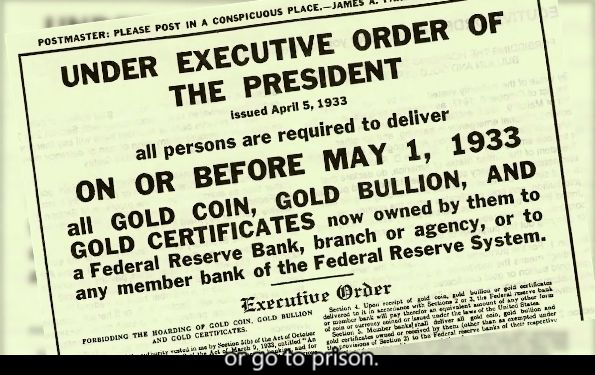 POSTMASTER: PLEASE POST IN A CONSPICUOUS PLACE.—JAMES A.
UNDER EXECUTIVE ORDER OF
THE PRESIDENT
Issued April 5, 1933
all persons are required to deliver
ON OR BEFORE MAY 1, 1933
all GOLD COIN, GOLD BULLION, AND
GOLD CERTIFICATES now owned by them to
a Federal Reserve Bank, branch or agency, or to
any member bank of the Federal Reserve System.
Executive Order
FORBIDDING THE HOARDING OF GOLD COIN, GOLD BULLION
AND GOLD CERTIFICATES.
vested in me by Section 5(b) of the Act of October
of the Act of March 9, 1933, entitled "An
Section 4. Upon receipt of gold coin, gold bullion or gold certificates
delivered to it in accordance with Sections 2 or 3, the Federal reserve bank
or member bank will pay therefor an equivalent amount of any other form
of coin or currency coined or issued under the laws of the United States.
Section 5. Member banks shall deliver all gold coin, gold bullion and
gold certificates owned or received by them (other than as exempted under
the provisions of Section 2) to the Federal reserve banks of their respective
or go to prison.